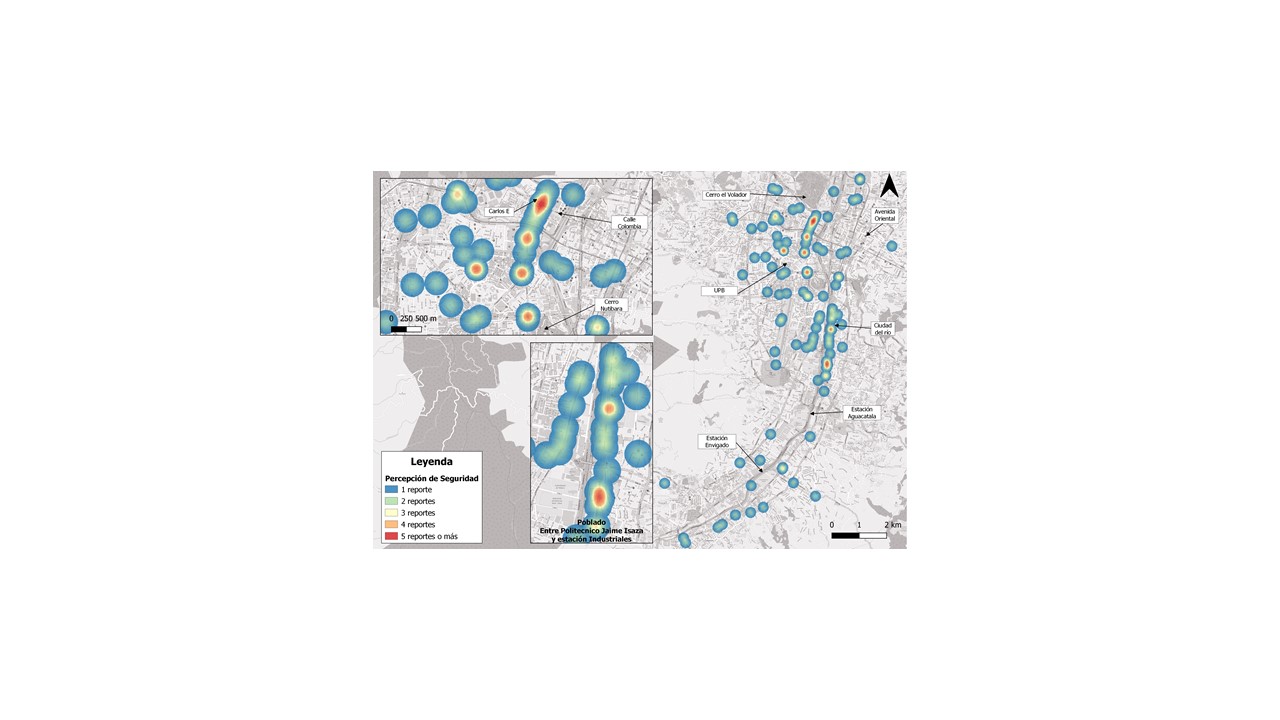 Carlos E
Calle
Colombia
Cerro
Nutibara
0 250 500 m
Cerro el Volador
Avenida
Oriental
UPB
Ciudad
del río
Estación
Aguacatala
Estación
Envigado
Leyenda
Percepción de Seguridad
1 reporte
2 reportes
3 reportes
4 reportes
5 reportes o más
Poblado
Entre Politecnico Jaime Isaza
y estación Industriales
0 1 2 km